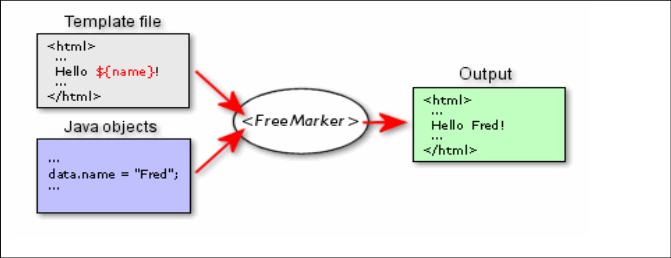 Template file
<html>
...
Hello ${name}!
...
</html>
Java objects
...
data.name = "Fred";
...
<FreeMarker>
Output
<html>
...
Hello Fred!
...
</html>